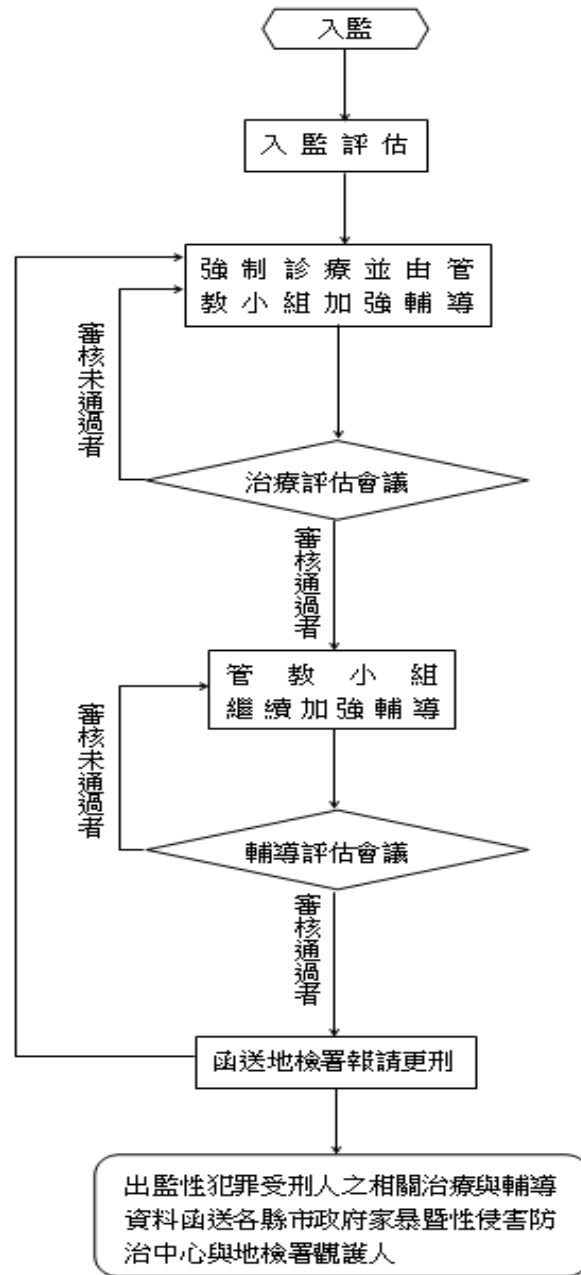 入監
入監評估
強制診療並由管
教小組加強輔導
審核未通過者
治療評估會議
審核通過者
管教小組
繼續加強輔導
審核未通過者
輔導評估會議
審核通過者
函送地檢署報請更刑
出監性犯罪受刑人之相關治療與輔導
資料函送各縣市政府家暴暨性侵害防
治中心與地檢署觀護人